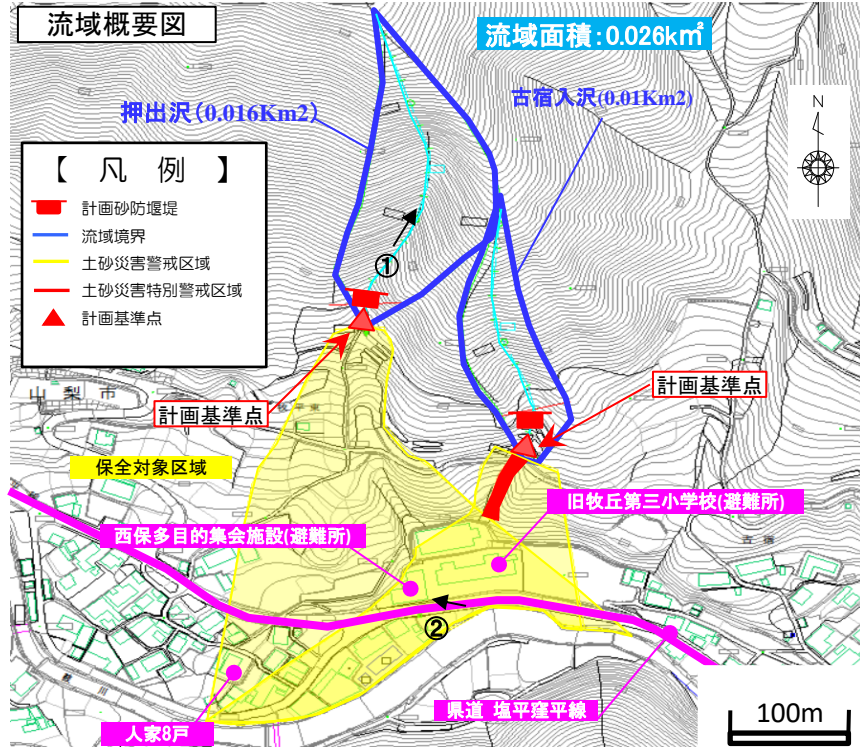 流域概要図
流域面積:0.026k㎡
押出沢(0.016Km2)
古宿入沢(0.01Km2)
N
【 凡 例 】
計画砂防堰堤
流域境界
土砂災害警戒区域
土砂災害特別警戒区域
計画基準点
①
山梨市
計画基準点
計画基準点
保全対象区域
旧牧丘第三小学校(避難所)
西保多目的集会施設(避難所)
古宿
②
人家8戸
県道 塩平窪平線
100m